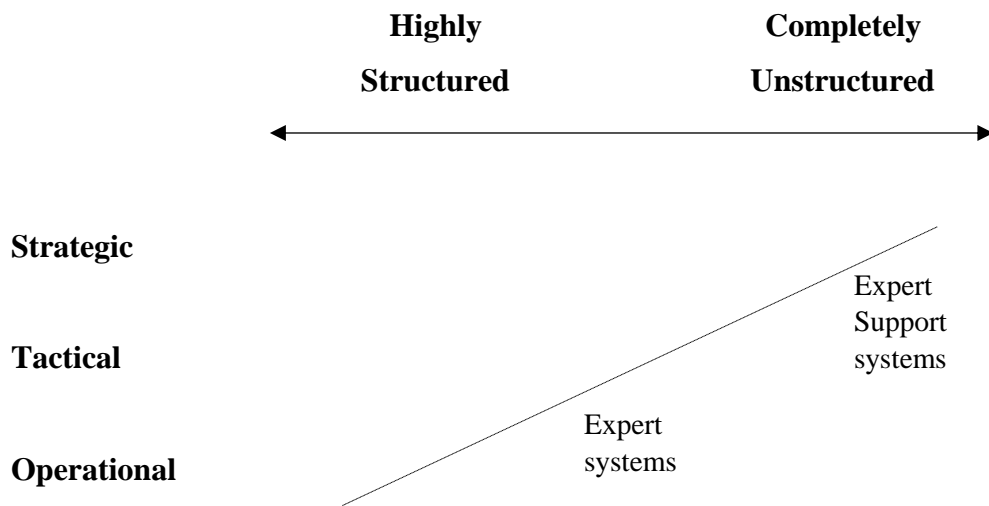 Highly
Structured
Completely
Unstructured
Strategic
Expert
Support
systems
Tactical
Expert
systems
Operational